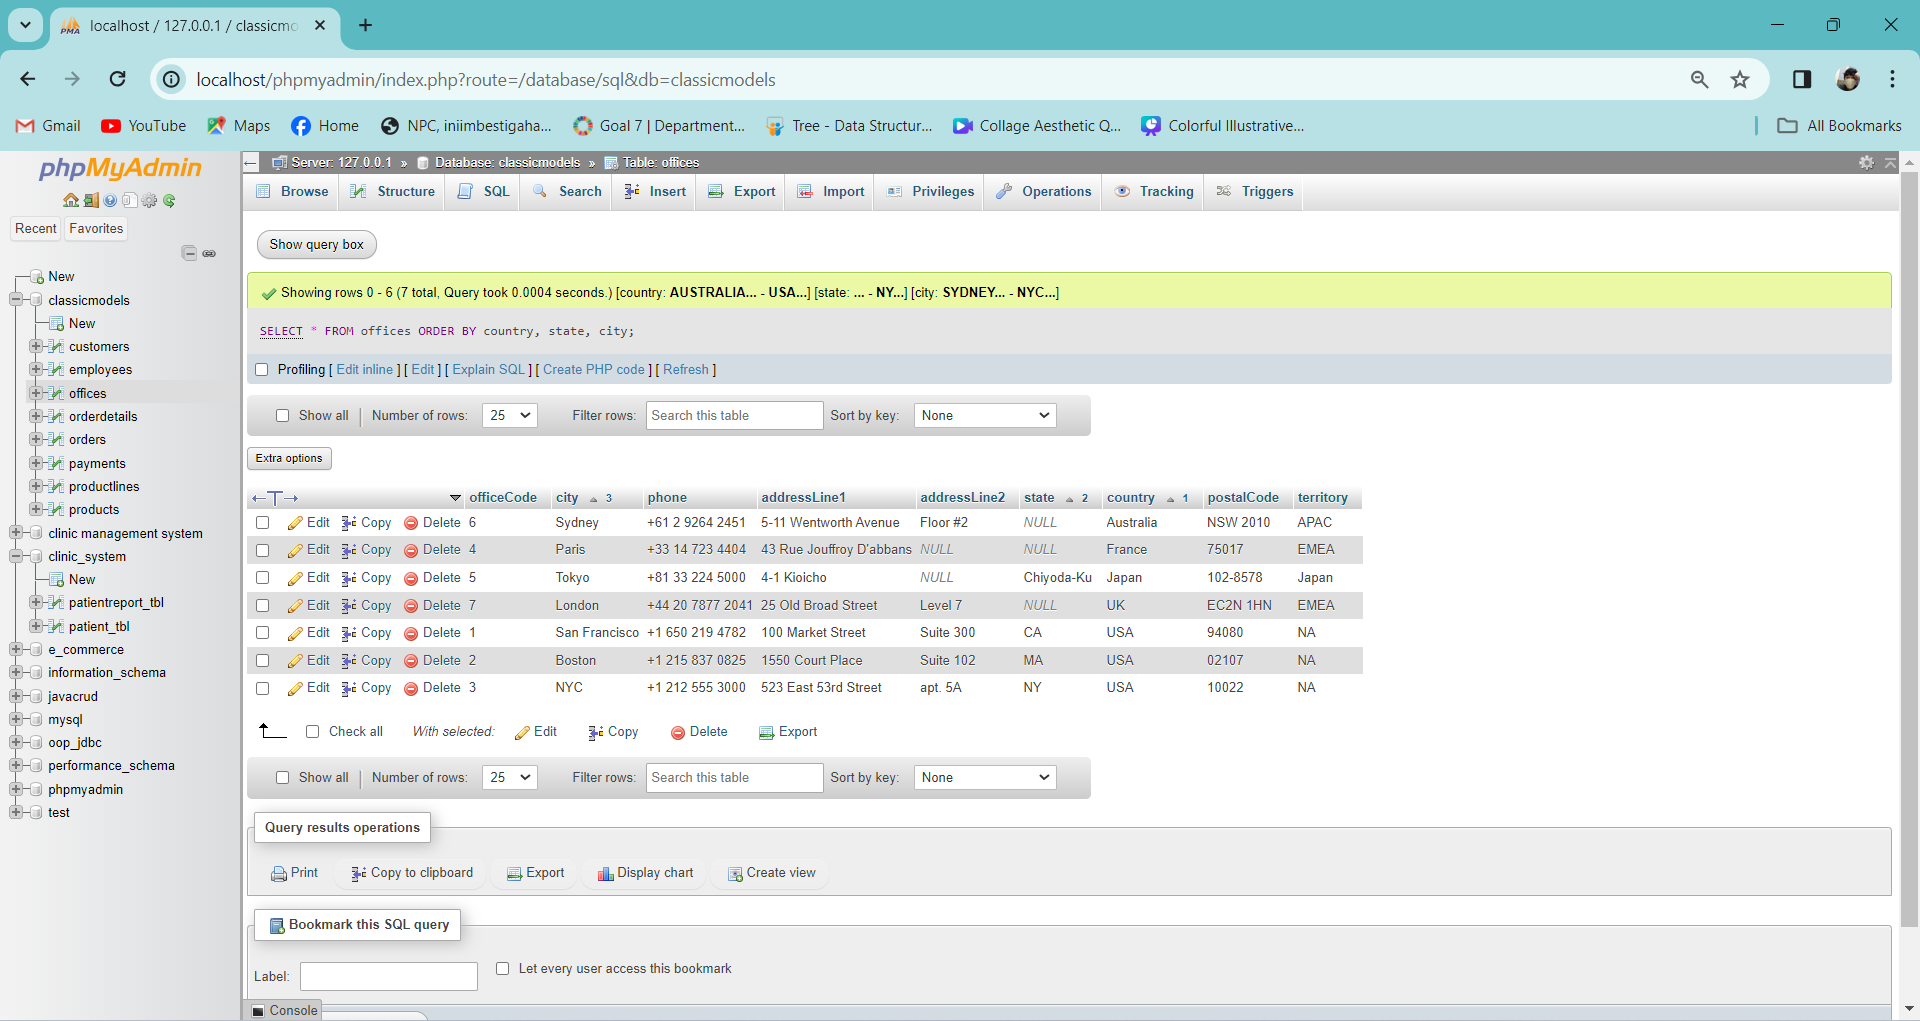 localhost / 127.0.0.1 / classicmo
localhost/phpmyadmin/index.php?route=/database/sql&db=classicmodels
Gmail YouTube Maps Home NPC, iniimbestigaha... Goal 7 | Department... Tree - Data Structur... Collage Aesthetic Q... Colorful Illustrative... All Bookmarks
phpMyAdmin
Recent Favorites
New
classicmodels
New
customers
employees
offices
orderdetails
orders
payments
productlines
products
clinic management system
clinic_system
New
patientreport_tbl
patient_tbl
e_commerce
information_schema
javacrud
mysql
oop_jdbc
performance_schema
phpmyadmin
test
Server: 127.0.0.1 » Database: classicmodels » Table: offices
Browse Structure SQL Search Insert Export Import Privileges Operations Tracking Triggers
Show query box
Showing rows 0 - 6 (7 total, Query took 0.0004 seconds.) [country: AUSTRALIA... - USA...] [state: ... - NY...] [city: SYDNEY... - NYC...]
SELECT * FROM offices ORDER BY country, state, city;
Profiling [ Edit inline ] [ Edit ] [ Explain SQL ] [ Create PHP code ] [ Refresh ]
Show all | Number of rows: 25 Filter rows: Search this table Sort by key: None
Extra options
officeCode city 3 phone addressLine1 addressLine2 state 2 country 1 postalCode territory
Edit Copy Delete 6 Sydney +61 2 9264 2451 5-11 Wentworth Avenue Floor #2 NULL Australia NSW 2010 APAC
Edit Copy Delete 4 Paris +33 14 723 4404 43 Rue Jouffroy D'abbans NULL NULL France 75017 EMEA
Edit Copy Delete 5 Tokyo +81 33 224 5000 4-1 Kioicho NULL Chiyoda-Ku Japan 102-8578 Japan
Edit Copy Delete 7 London +44 20 7877 2041 25 Old Broad Street Level 7 NULL UK EC2N 1HN EMEA
Edit Copy Delete 1 San Francisco +1 650 219 4782 100 Market Street Suite 300 CA USA 94080 NA
Edit Copy Delete 2 Boston +1 215 837 0825 1550 Court Place Suite 102 MA USA 02107 NA
Edit Copy Delete 3 NYC +1 212 555 3000 523 East 53rd Street apt. 5A NY USA 10022 NA
Check all With selected: Edit Copy Delete Export
Show all | Number of rows: 25 Filter rows: Search this table Sort by key: None
Query results operations
Print Copy to clipboard Export Display chart Create view
Bookmark this SQL query
Label: Let every user access this bookmark
Console